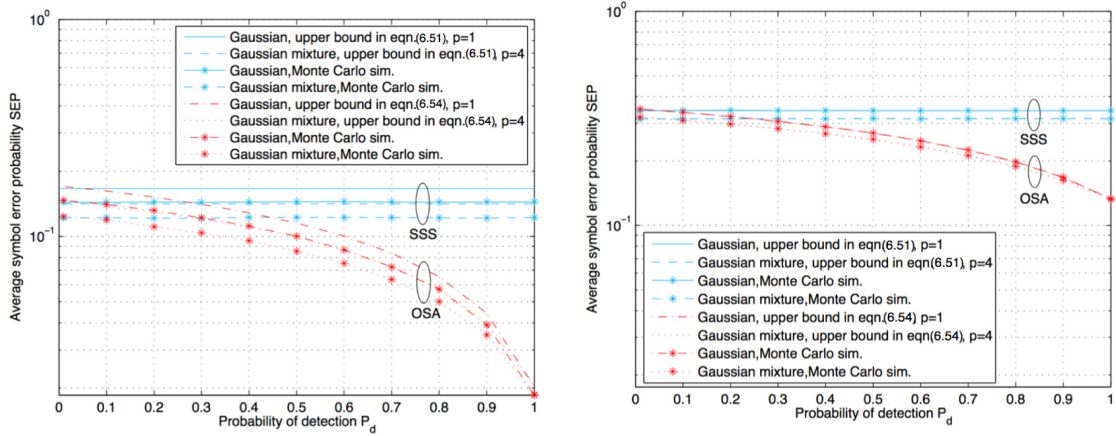 10^0
10^-1
Average symbol error probability SEP
Gaussian, upper bound in eqn.(6.51), p=1
Gaussian mixture, upper bound in eqn.(6.51), p=4
Gaussian,Monte Carlo sim.
Gaussian mixture,Monte Carlo sim.
Gaussian, upper bound in eqn.(6.54), p=1
Gaussian mixture, upper bound in eqn.(6.54), p=4
Gaussian,Monte Carlo sim.
Gaussian mixture,Monte Carlo sim.
SSS
OSA
0 0.1 0.2 0.3 0.4 0.5 0.6 0.7 0.8 0.9 1
Probability of detection P_d
10^0
10^-1
Average symbol error probability SEP
SSS
OSA
Gaussian, upper bound in eqn(6.51), p=1
Gaussian mixture, upper bound in eqn(6.51), p=4
Gaussian,Monte Carlo sim.
Gaussian mixture,Monte Carlo sim.
Gaussian, upper bound in eqn.(6.54), p=1
Gaussian mixture, upper bound in eqn(6.54), p=4
Gaussian,Monte Carlo sim.
Gaussian mixture,Monte Carlo sim.
0 0.1 0.2 0.3 0.4 0.5 0.6 0.7 0.8 0.9 1
Probability of detection P_d